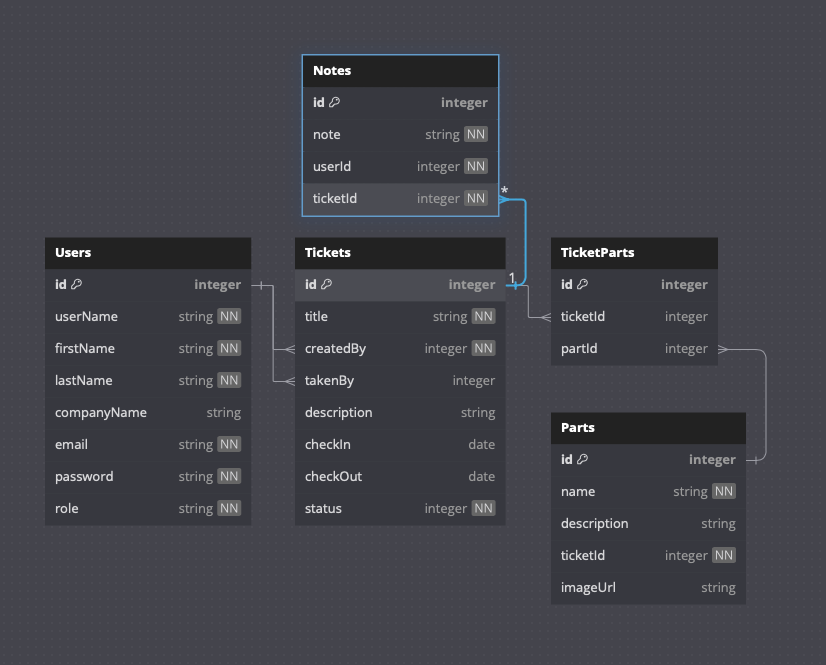 Notes
id integer
note string NN
userId integer NN
ticketId integer NN
*
Users
id integer
userName string NN
firstName string NN
lastName string NN
companyName string
email string NN
password string NN
role string NN
Tickets
id integer
1
title string NN
createdBy integer NN
takenBy integer
description string
checkIn date
checkOut date
status integer NN
TicketParts
id integer
ticketId integer
partId integer
Parts
id integer
name string NN
description string
ticketId integer NN
imageUrl string